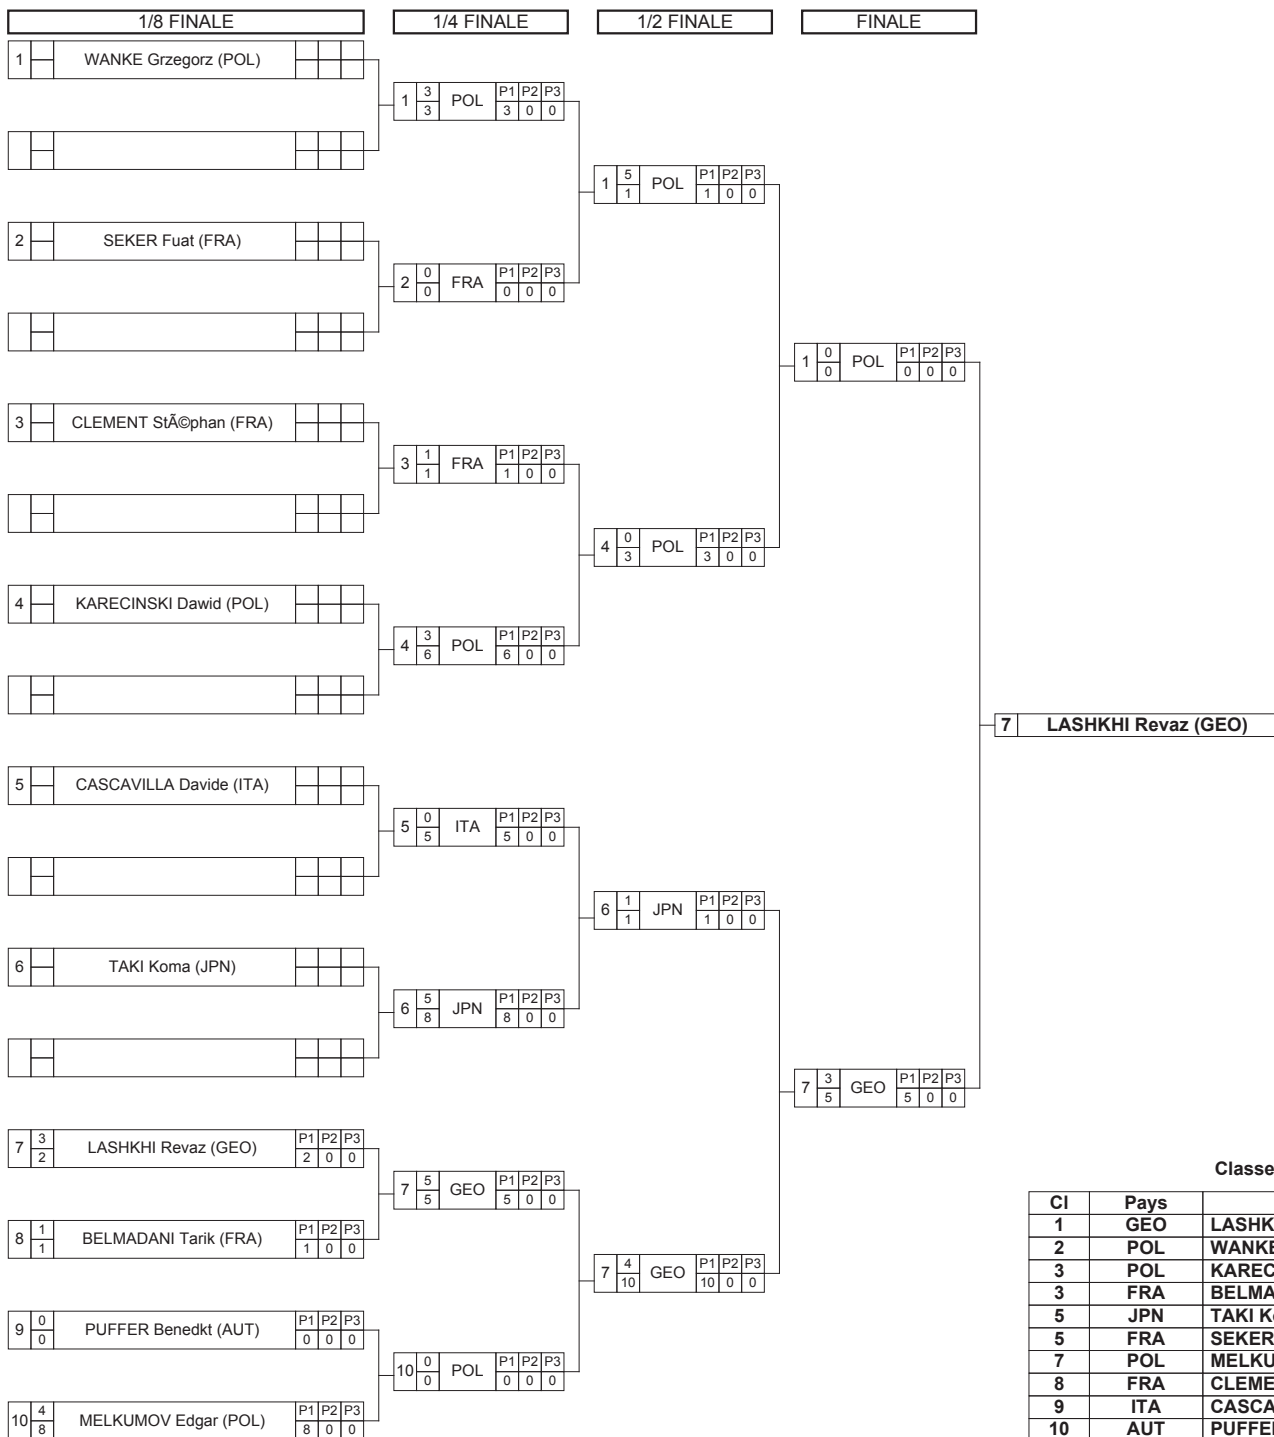 1/8 FINALE 1/4 FINALE 1/2 FINALE FINALE
1 WANKE Grzegorz (POL)
1 3 POL P1 P2 P3
3 3 0 0
1 5 POL P1 P2 P3
1 1 0 0
2 SEKER Fuat (FRA)
2 0 FRA P1 P2 P3
0 0 0 0
1 0 POL P1 P2 P3
0 0 0 0
3 CLEMENT StÃ©phan (FRA)
3 1 FRA P1 P2 P3
1 1 0 0
4 0 POL P1 P2 P3
3 3 0 0
4 KARECINSKI Dawid (POL)
4 3 POL P1 P2 P3
6 6 0 0
7 LASHKHI Revaz (GEO)
5 CASCAVILLA Davide (ITA)
5 0 ITA P1 P2 P3
5 5 0 0
6 1 JPN P1 P2 P3
1 1 0 0
6 TAKI Koma (JPN)
6 5 JPN P1 P2 P3
8 8 0 0
7 3 GEO P1 P2 P3
5 5 0 0
7 3 LASHKHI Revaz (GEO) P1 P2 P3
2 2 0 0
7 5 GEO P1 P2 P3
5 5 0 0
8 1 BELMADANI Tarik (FRA) P1 P2 P3
1 1 0 0
7 4 GEO P1 P2 P3
10 10 0 0
9 0 PUFFER Benedkt (AUT) P1 P2 P3
0 0 0 0
10 0 POL P1 P2 P3
0 0 0 0
10 4 MELKUMOV Edgar (POL) P1 P2 P3
8 8 0 0
Classe
Cl Pays
1 GEO LASHK
2 POL WANKE
3 POL KAREC
3 FRA BELMA
5 JPN TAKI K
5 FRA SEKER
7 POL MELKU
8 FRA CLEME
9 ITA CASCA
10 AUT PUFFE